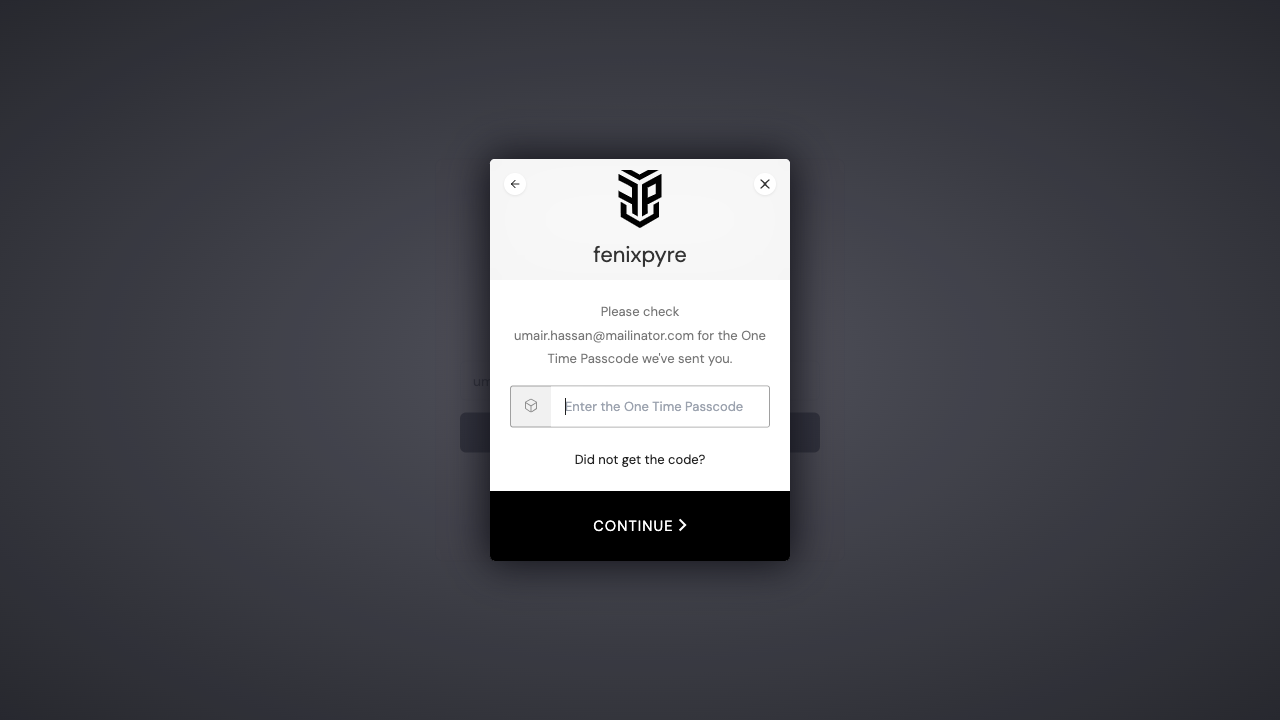 fenixpyre
Please check
umair.hassan@mailinator.com for the One
Time Passcode we've sent you.
Enter the One Time Passcode
Did not get the code?
CONTINUE